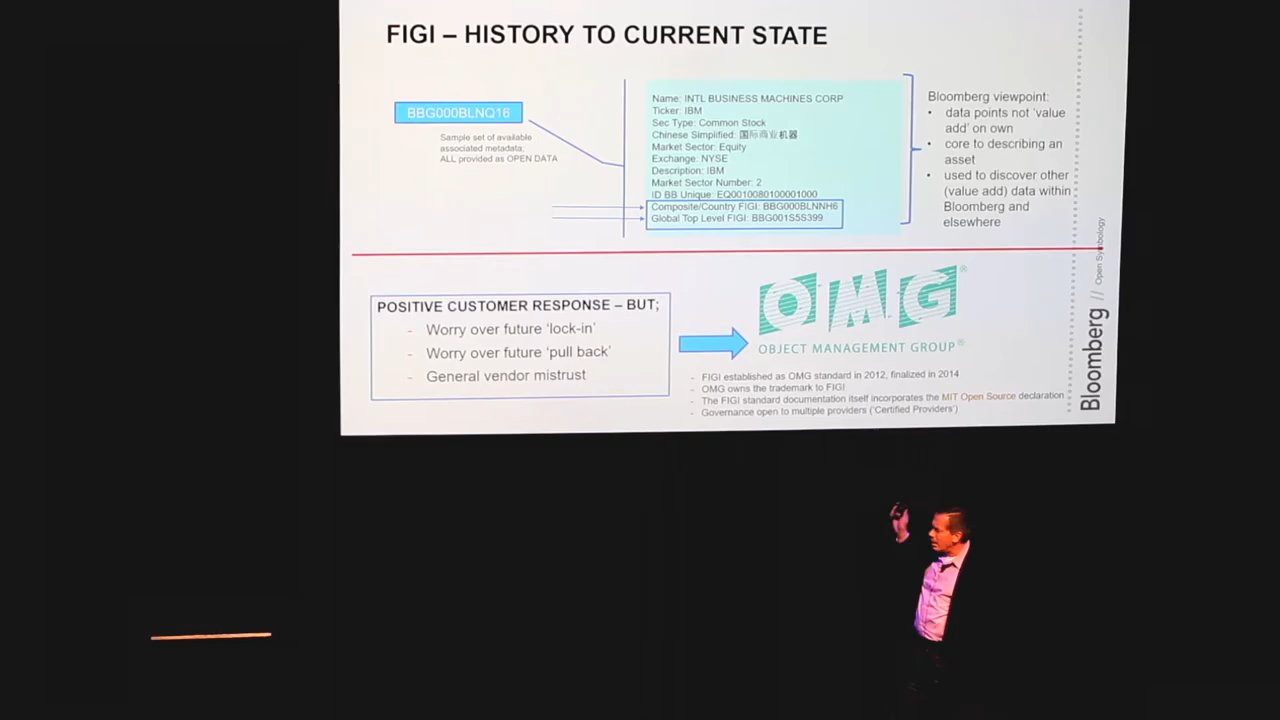 FIGI – HISTORY TO CURRENT STATE
BBG000BLNQ16
Sample set of available
associated metadata;
ALL provided as OPEN DATA
Name: INTL BUSINESS MACHINES CORP
Ticker: IBM
Sec Type: Common Stock
Chinese Simplified: 国际商业机器
Market Sector: Equity
Exchange: NYSE
Description: IBM
Market Sector Number: 2
ID BB Unique: EQ0010080100001000
Composite/Country FIGI: BBG000BLNNH6
Global Top Level FIGI: BBG001S5S399
Bloomberg viewpoint:
• data points not ‘value
add’ on own
• core to describing an
asset
• used to discover other
(value add) data within
Bloomberg and
elsewhere
POSITIVE CUSTOMER RESPONSE – BUT;
- Worry over future ‘lock-in’
- Worry over future ‘pull back’
- General vendor mistrust
OMG®
OBJECT MANAGEMENT GROUP®
- FIGI established as OMG standard in 2012, finalized in 2014
- OMG owns the trademark to FIGI
- The FIGI standard documentation itself incorporates the MIT Open Source declaration
- Governance open to multiple providers (‘Certified Providers’)
Bloomberg // Open Symbology